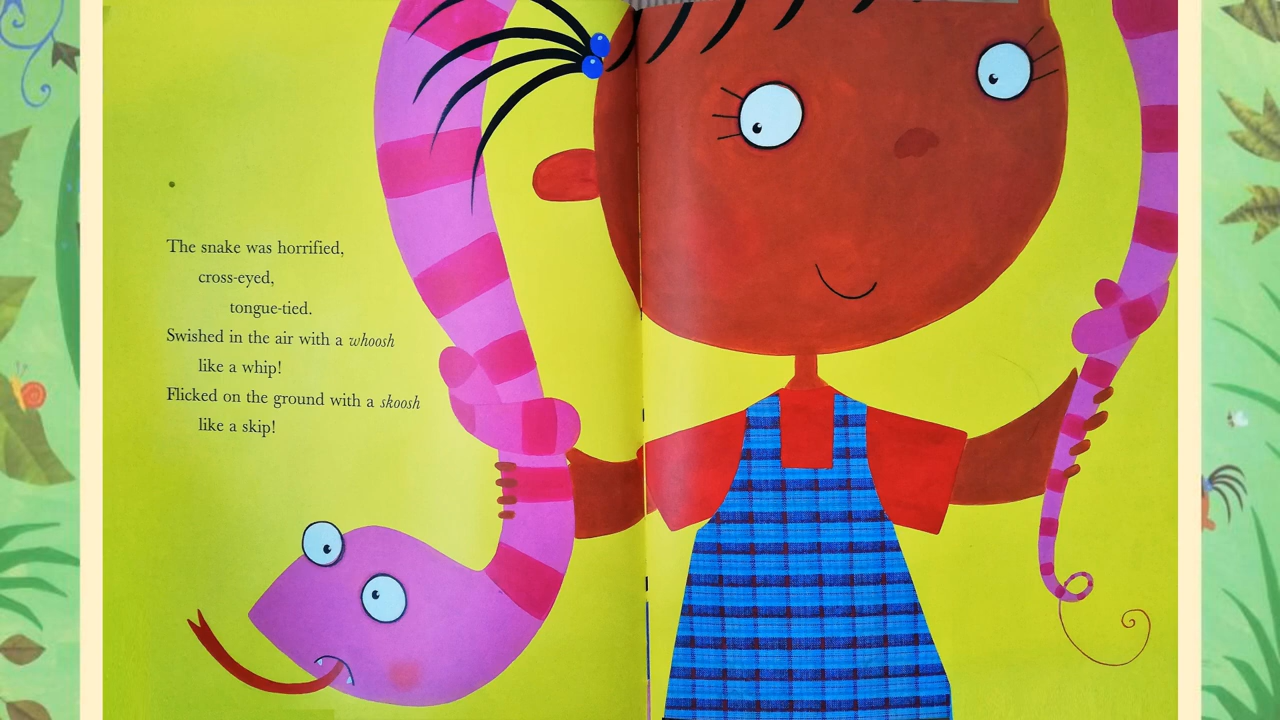 The snake was horrified,
cross-eyed,
tongue-tied.
Swished in the air with a whoosh
like a whip!
Flicked on the ground with a skoosh
like a skip!